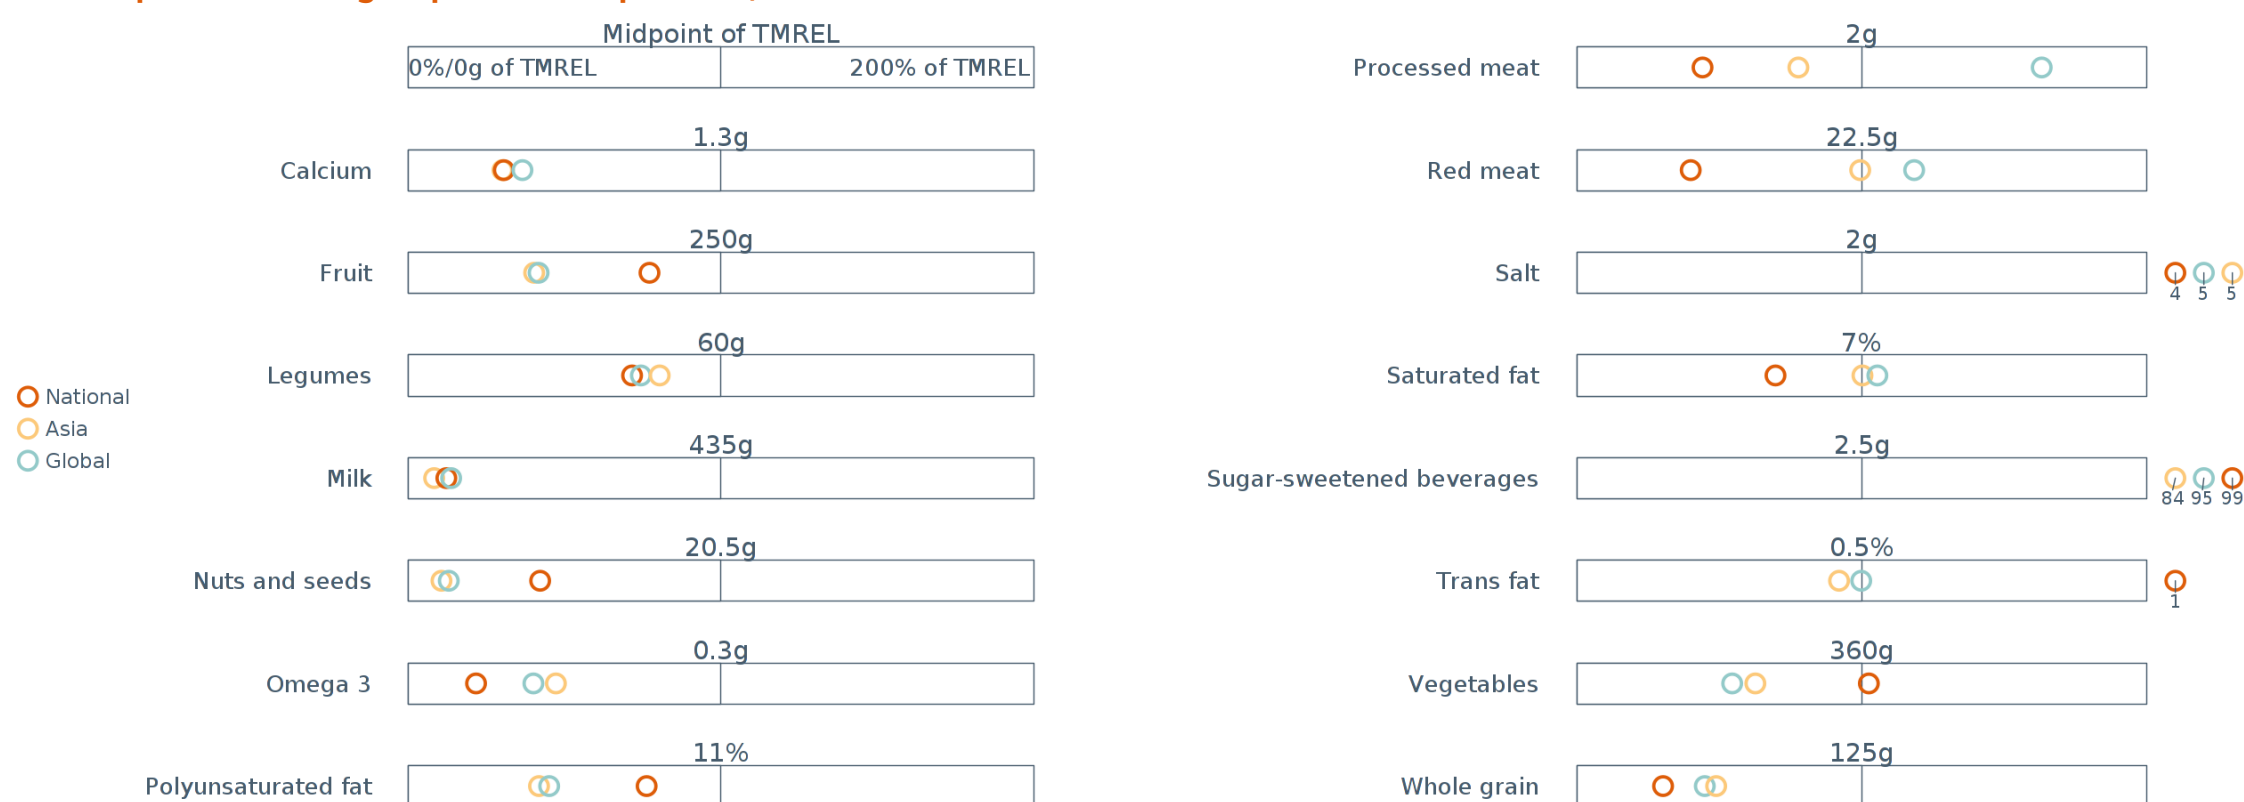 Midpoint of TMREL
0%/0g of TMREL 200% of TMREL
Calcium 1.3g
Fruit 250g
Legumes 60g
Milk 435g
Nuts and seeds 20.5g
Omega 3 0.3g
Polyunsaturated fat 11%
National
Asia
Global
Processed meat 2g
Red meat 22.5g
Salt 2g
4 5 5
Saturated fat 7%
Sugar-sweetened beverages 2.5g
84 95 99
Trans fat 0.5%
1
Vegetables 360g
Whole grain 125g